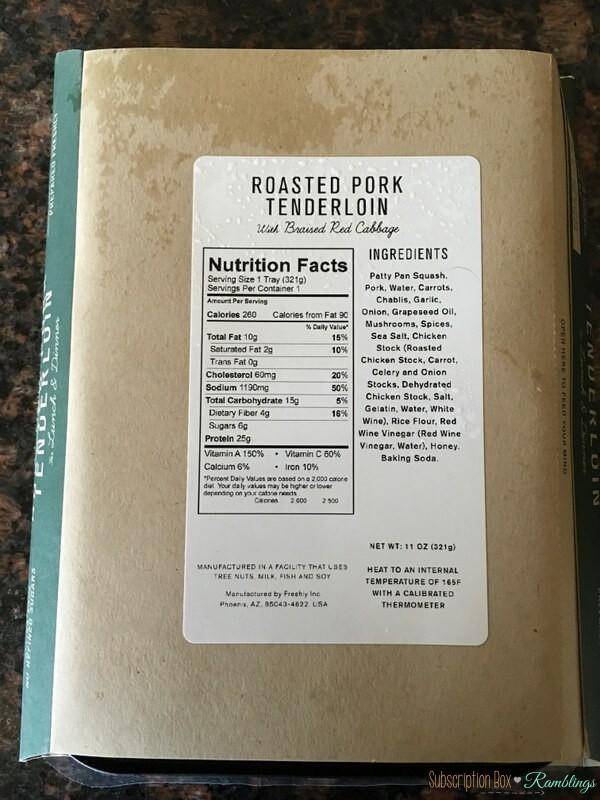 ROASTED PORK
TENDERLOIN
With Braised Red Cabbage
Nutrition Facts
Serving Size 1 Tray (321g)
Servings Per Container 1
Amount Per Serving
Calories 260 Calories from Fat 90
% Daily Value*
Total Fat 10g 15%
Saturated Fat 2g 10%
Trans Fat 0g
Cholesterol 60mg 20%
Sodium 1190mg 50%
Total Carbohydrate 15g 5%
Dietary Fiber 4g 16%
Sugars 6g
Protein 25g
Vitamin A 150% • Vitamin C 60%
Calcium 6% • Iron 10%
*Percent Daily Values are based on a 2,000 calorie
diet. Your daily values may be higher or lower
depending on your calorie needs
Calories 2,000 2,500
INGREDIENTS
Patty Pan Squash,
Pork, Water, Carrots,
Chablis, Garlic,
Onion, Grapeseed Oil,
Mushrooms, Spices,
Sea Salt, Chicken
Stock (Roasted
Chicken Stock, Carrot,
Celery and Onion
Stocks, Dehydrated
Chicken Stock, Salt,
Gelatin, Water, White
Wine), Rice Flour, Red
Wine Vinegar (Red Wine
Vinegar, Water), Honey,
Baking Soda.
NET WT: 11 OZ (321g)
MANUFACTURED IN A FACILITY THAT USES
TREE NUTS, MILK, FISH AND SOY
Manufactured by Freshly Inc
Phoenix, AZ, 85043-4622, USA
HEAT TO AN INTERNAL
TEMPERATURE OF 165F
WITH A CALIBRATED
THERMOMETER
TENDERLOIN
Lunch & Dinner
NO REFINED SUGARS
OPEN HERE TO FEED YOUR MIND
TENDERLOIN
Subscription Box ♥ Ramblings